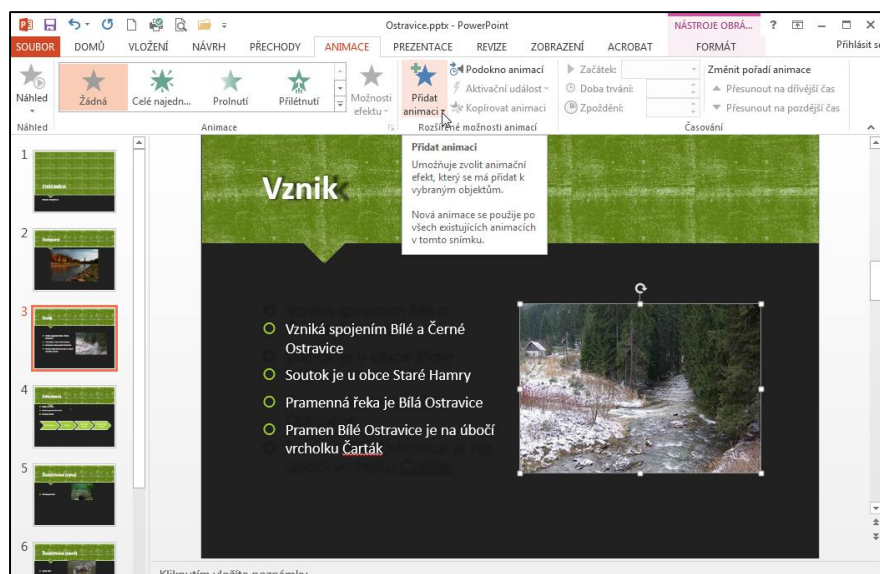 Ostravice.pptx - PowerPoint
NÁSTROJE OBRÁ...
SOUBOR DOMŮ VLOŽENÍ NÁVRH PŘECHODY ANIMACE PREZENTACE REVIZE ZOBRAZENÍ ACROBAT FORMÁT Přihlásit se
Náhled
Žádná Celé najedn... Prolnutí Přilétnutí
Možnosti
efektu
Přidat
animaci
Podokno animací
Aktivační událost
Kopírovat animaci
Začátek:
Doba trvání:
Zpoždění:
Změnit pořadí animace
Přesunout na dřívější čas
Přesunout na pozdější čas
Náhled Animace Rozšířené možnosti animací Časování
Přidat animaci
Umožňuje zvolit animační
efekt, který se má přidat k
vybraným objektům.
Nová animace se použije po
všech existujících animacích
v tomto snímku.
1
Ostravice
2
3
Vznik
4
5
6
Vznik
Vzniká spojením Bílé a Černé
Ostravice
Soutok je u obce Staré Hamry
Pramenná řeka je Bílá Ostravice
Pramen Bílé Ostravice je na úbočí
vrcholku Čarták
Kliknutím vložíte poznámky.